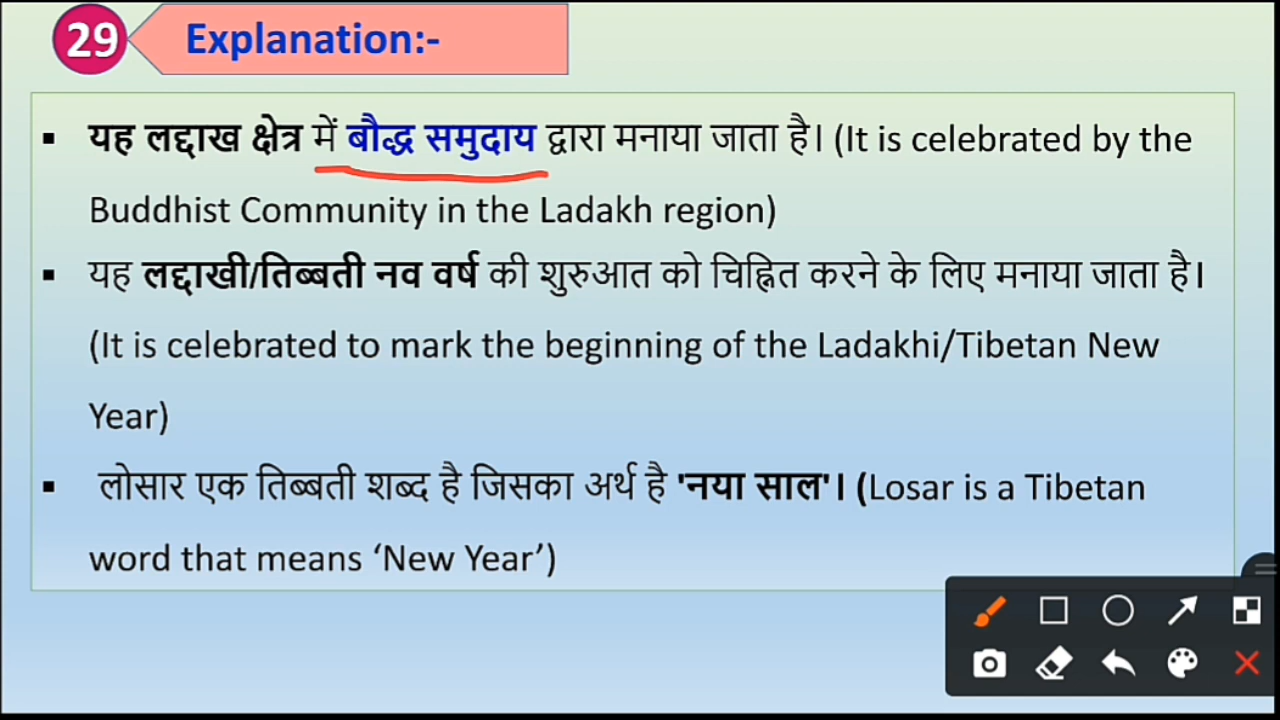 29 Explanation:-
▪ यह लद्दाख क्षेत्र में बौद्ध समुदाय द्वारा मनाया जाता है। (It is celebrated by the
Buddhist Community in the Ladakh region)
▪ यह लद्दाखी/तिब्बती नव वर्ष की शुरुआत को चिह्नित करने के लिए मनाया जाता है।
(It is celebrated to mark the beginning of the Ladakhi/Tibetan New
Year)
▪ लोसार एक तिब्बती शब्द है जिसका अर्थ है 'नया साल'। (Losar is a Tibetan
word that means ‘New Year’)